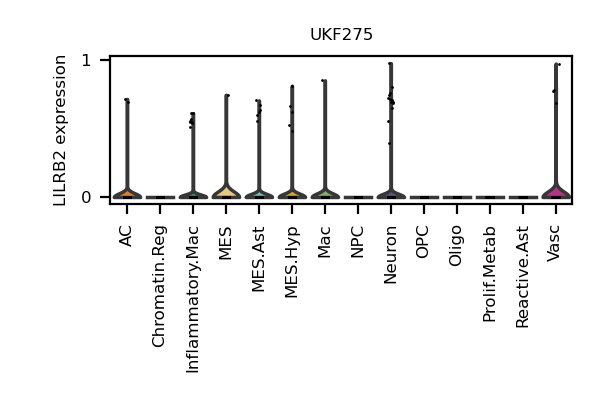 UKF275
LILRB2 expression
1
0
AC
Chromatin.Reg
Inflammatory.Mac
MES
MES.Ast
MES.Hyp
Mac
NPC
Neuron
OPC
Oligo
Prolif.Metab
Reactive.Ast
Vasc